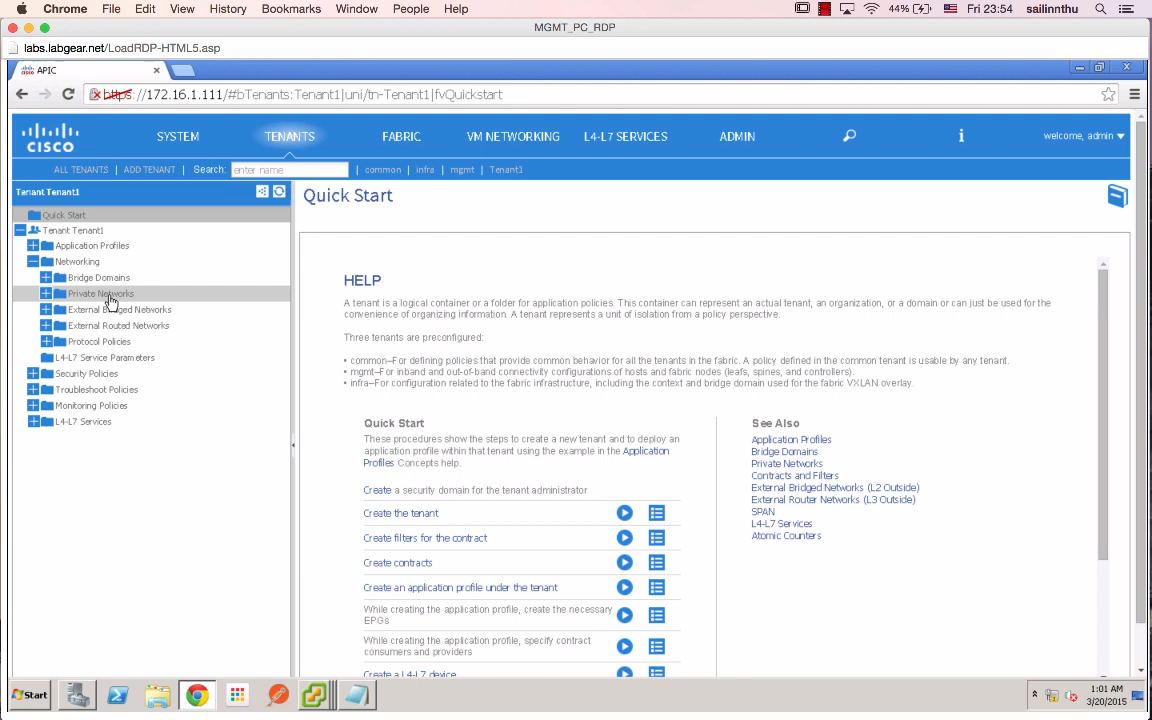 Chrome File Edit View History Bookmarks Window People Help 44% Fri 23:54 sailinnthu
MGMT_PC_RDP
labs.labgear.net/LoadRDP-HTML5.asp
APIC
https://172.16.1.111/#bTenants:Tenant1|uni/tn-Tenant1|fvQuickstart
CISCO SYSTEM TENANTS FABRIC VM NETWORKING L4-L7 SERVICES ADMIN i welcome, admin
ALL TENANTS | ADD TENANT | Search: enter name | common | infra | mgmt | Tenant1
Tenant Tenant1
Quick Start
Tenant Tenant1
Application Profiles
Networking
Bridge Domains
Private Networks
External Bridged Networks
External Routed Networks
Protocol Policies
L4-L7 Service Parameters
Security Policies
Troubleshoot Policies
Monitoring Policies
L4-L7 Services
Quick Start
HELP
A tenant is a logical container or a folder for application policies. This container can represent an actual tenant, an organization, or a domain or can just be used for the
convenience of organizing information. A tenant represents a unit of isolation from a policy perspective.
Three tenants are preconfigured:
• common—For defining policies that provide common behavior for all the tenants in the fabric. A policy defined in the common tenant is usable by any tenant.
• mgmt—For inband and out-of-band connectivity configurations of hosts and fabric nodes (leafs, spines, and controllers).
• infra—For configuration related to the fabric infrastructure, including the context and bridge domain used for the fabric VXLAN overlay.
Quick Start
These procedures show the steps to create a new tenant and to deploy an
application profile within that tenant using the example in the Application
Profiles Concepts help.
Create a security domain for the tenant administrator
Create the tenant
Create filters for the contract
Create contracts
Create an application profile under the tenant
While creating the application profile, create the necessary
EPGs
While creating the application profile, specify contract
consumers and providers
Create a L4-L7 device
See Also
Application Profiles
Bridge Domains
Private Networks
Contracts and Filters
External Bridged Networks (L2 Outside)
External Router Networks (L3 Outside)
SPAN
L4-L7 Services
Atomic Counters
Start
1:01 AM
3/20/2015